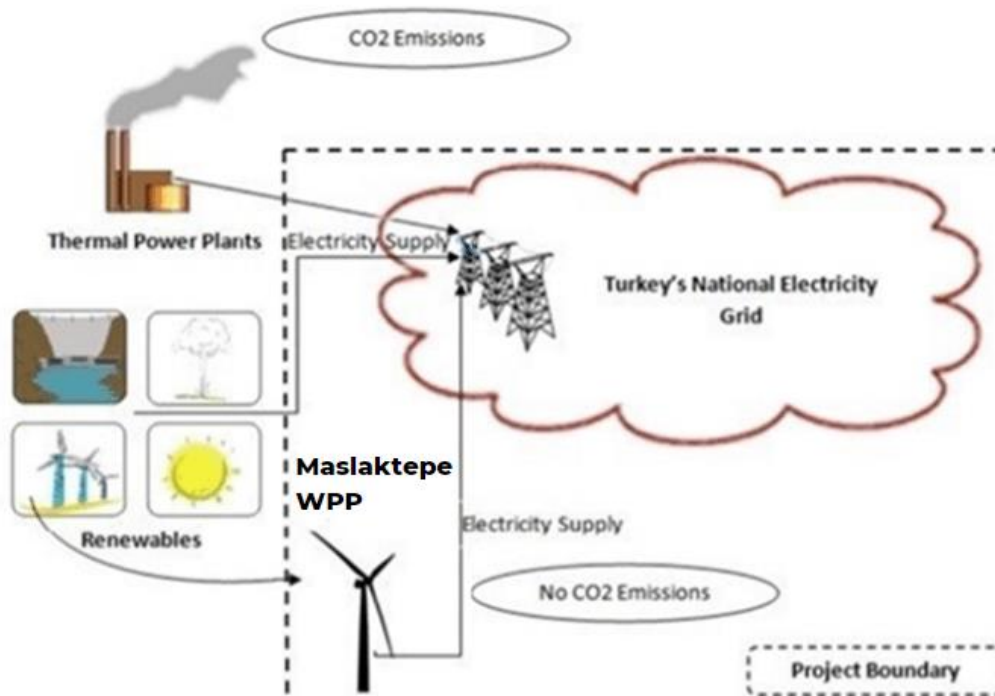 CO2 Emissions
Thermal Power Plants
Electricity Supply
Turkey's National Electricity
Grid
Maslaktepe
WPP
Electricity Supply
Renewables
No CO2 Emissions
Project Boundary